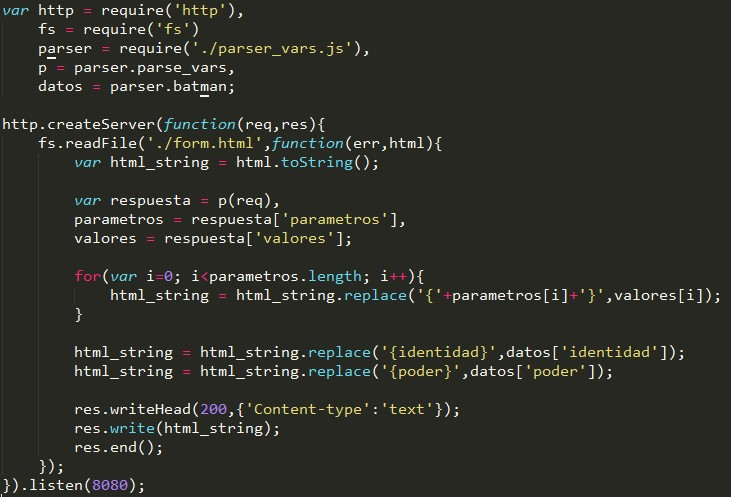 var http = require('http'),
    fs = require('fs')
    parser = require('./parser_vars.js'),
    p = parser.parse_vars,
    datos = parser.batman;

http.createServer(function(req,res){
    fs.readFile('./form.html',function(err,html){
        var html_string = html.toString();

        var respuesta = p(req),
        parametros = respuesta['parametros'],
        valores = respuesta['valores'];

        for(var i=0; i<parametros.length; i++){
            html_string = html_string.replace('{'+parametros[i]+'}',valores[i]);
        }

        html_string = html_string.replace('{identidad}',datos['identidad']);
        html_string = html_string.replace('{poder}',datos['poder']);

        res.writeHead(200,{'Content-type':'text'});
        res.write(html_string);
        res.end();
    });
}).listen(8080);